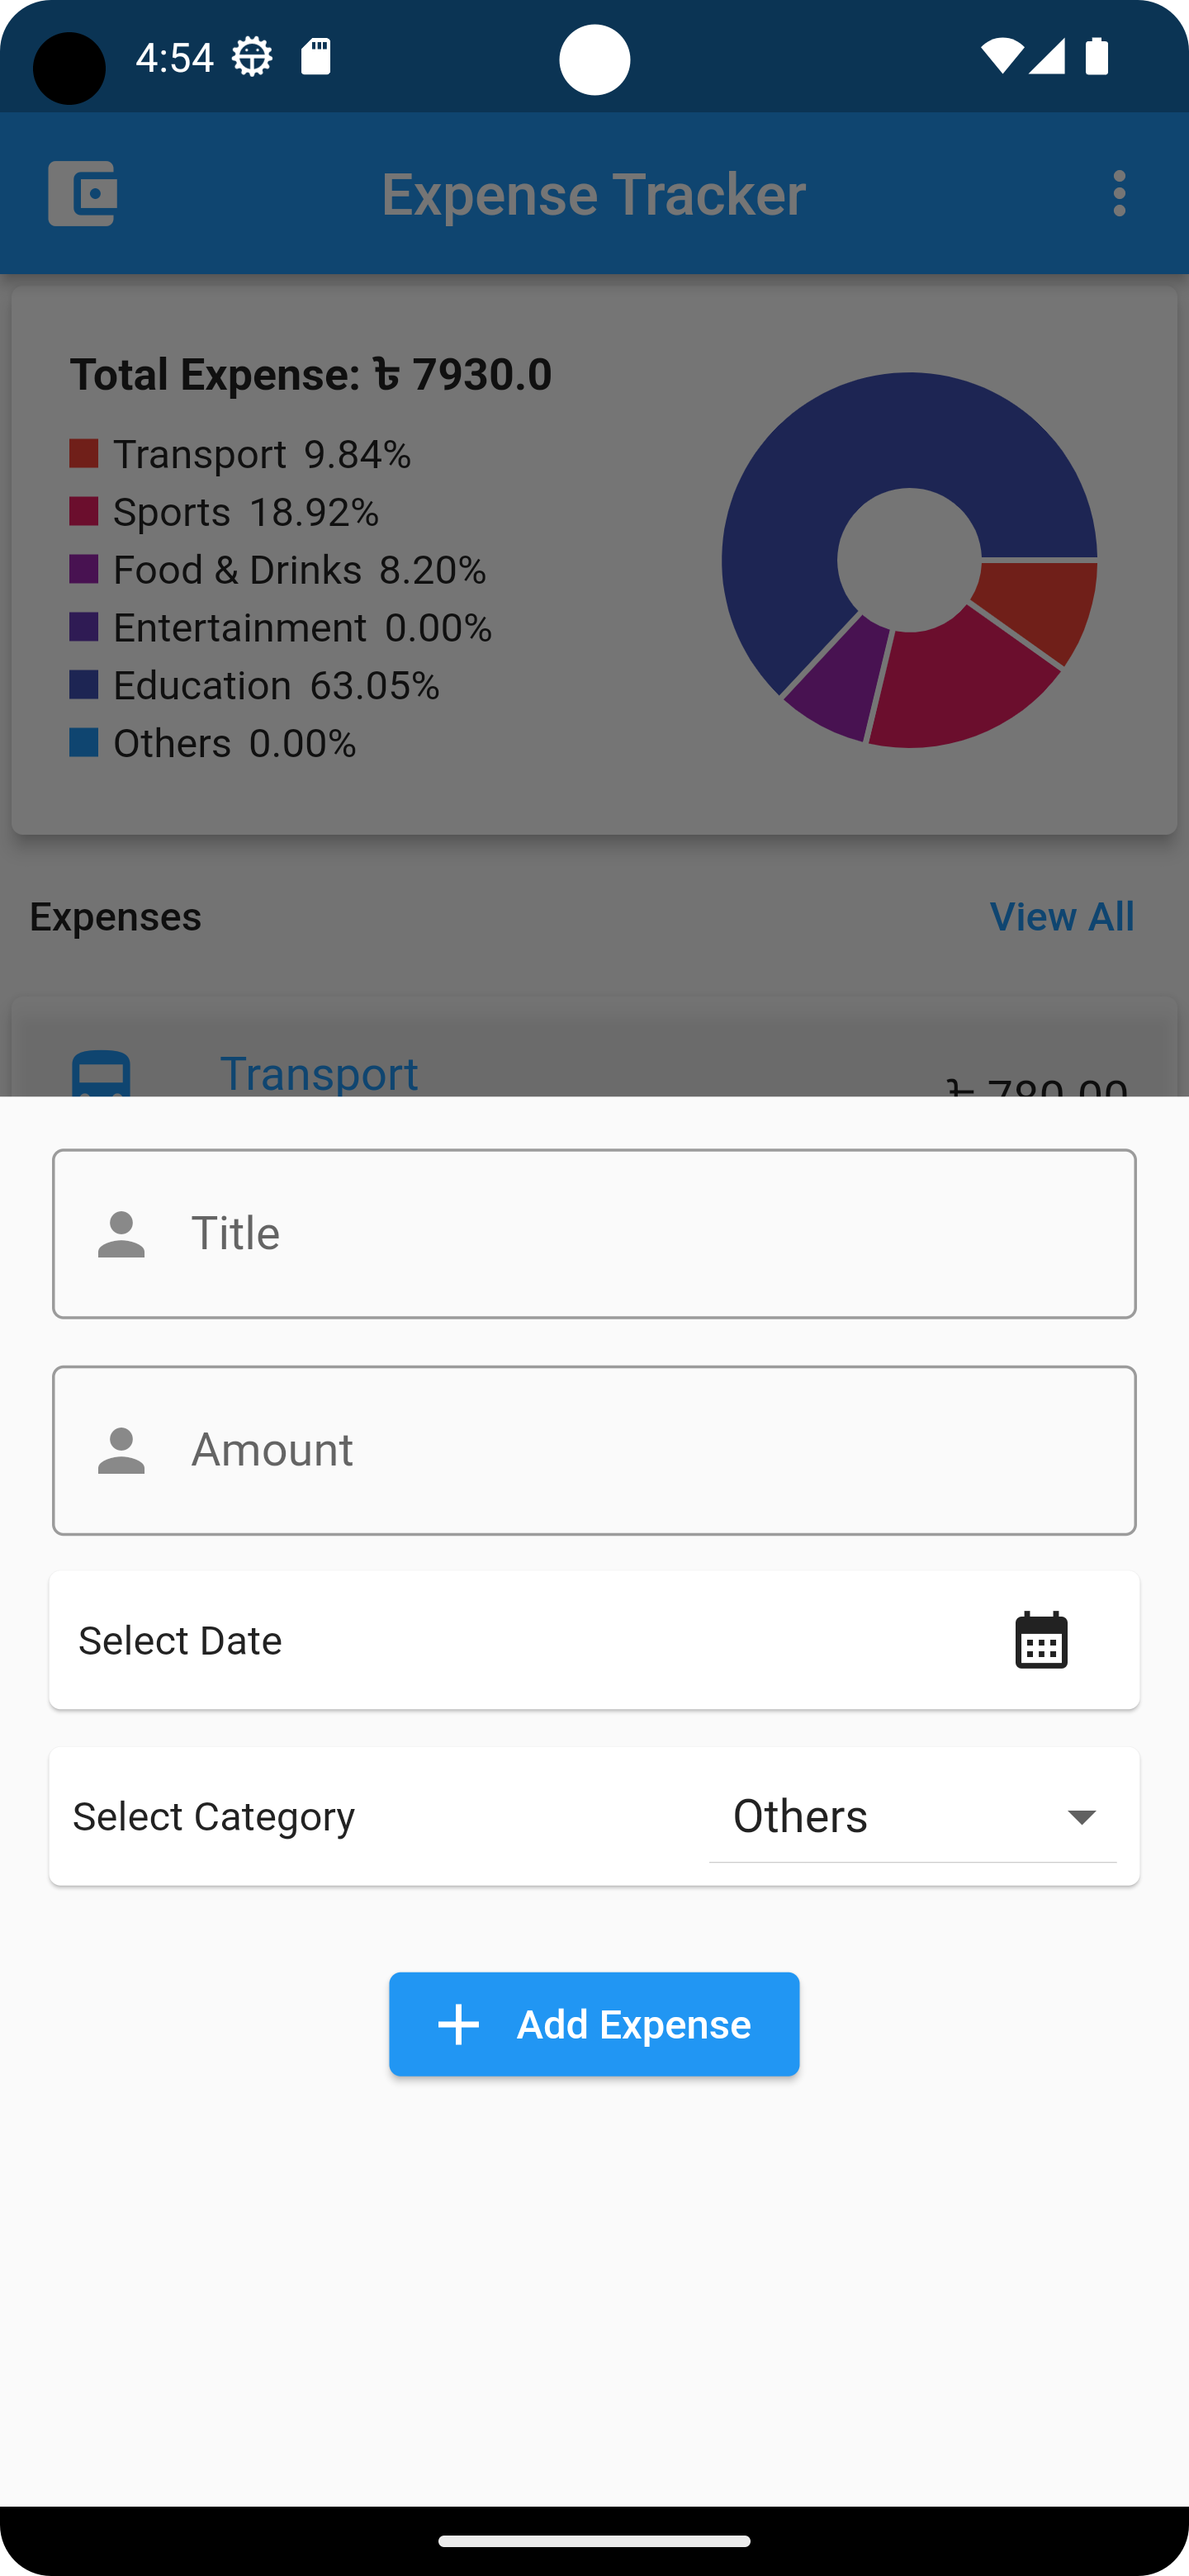 4:54
Expense Tracker
Total Expense: ৳ 7930.0
Transport 9.84%
Sports 18.92%
Food & Drinks 8.20%
Entertainment 0.00%
Education 63.05%
Others 0.00%
Expenses View All
Transport
৳ 780.00
Title
Amount
Select Date
Select Category Others
Add Expense